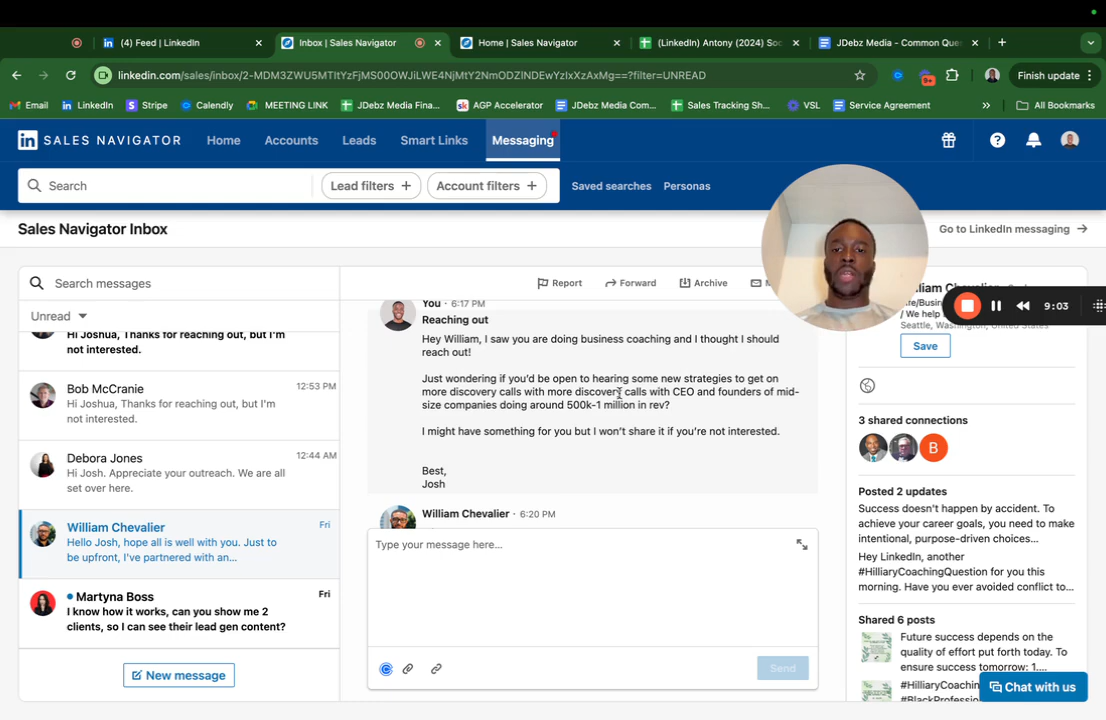 (4) Feed | LinkedIn
Inbox | Sales Navigator
Home | Sales Navigator
(LinkedIn) Antony (2024) Soc
JDebz Media - Common Que
linkedin.com/sales/inbox/2-MDM3ZWU5MTltYzFjMS00OWJiLWE4NjMtY2NmODZINDEwYzIxXzAxMg==?filter=UNREAD
9+
Finish update
Email
LinkedIn
Stripe
Calendly
MEETING LINK
JDebz Media Fina...
AGP Accelerator
JDebz Media Com...
Sales Tracking Sh...
VSL
Service Agreement
»
All Bookmarks
in SALES NAVIGATOR
Home
Accounts
Leads
Smart Links
Messaging
Search
Lead filters +
Account filters +
Saved searches
Personas
Sales Navigator Inbox
Go to LinkedIn messaging
Search messages
Unread
Hi Joshua, Thanks for reaching out, but I'm
not interested.
Bob McCranie
12:53 PM
Hi Joshua, Thanks for reaching out, but I'm
not interested.
Debora Jones
12:44 AM
Hi Josh. Appreciate your outreach. We are all
set over here.
William Chevalier
Fri
Hello Josh, hope all is well with you. Just to
be upfront, I've partnered with an...
Martyna Boss
Fri
I know how it works, can you show me 2
clients, so I can see their lead gen content?
New message
Report
Forward
Archive
You · 6:17 PM
Reaching out
Hey William, I saw you are doing business coaching and I thought I should
reach out!
Just wondering if you'd be open to hearing some new strategies to get on
more discovery calls with more discovery calls with CEO and founders of mid-
size companies doing around 500k-1 million in rev?
I might have something for you but I won't share it if you're not interested.
Best,
Josh
William Chevalier · 6:20 PM
Type your message here...
Send
/ We help
Seattle, Washington, United States
9:03
Save
3 shared connections
B
Posted 2 updates
Success doesn't happen by accident. To
achieve your career goals, you need to make
intentional, purpose-driven choices...
Hey LinkedIn, another
#HilliaryCoachingQuestion for you this
morning. Have you ever avoided conflict to...
Shared 6 posts
Future success depends on the
quality of effort put forth today. To
ensure success tomorrow: 1....
#HilliaryCoachin
#BlackProfessio
Chat with us